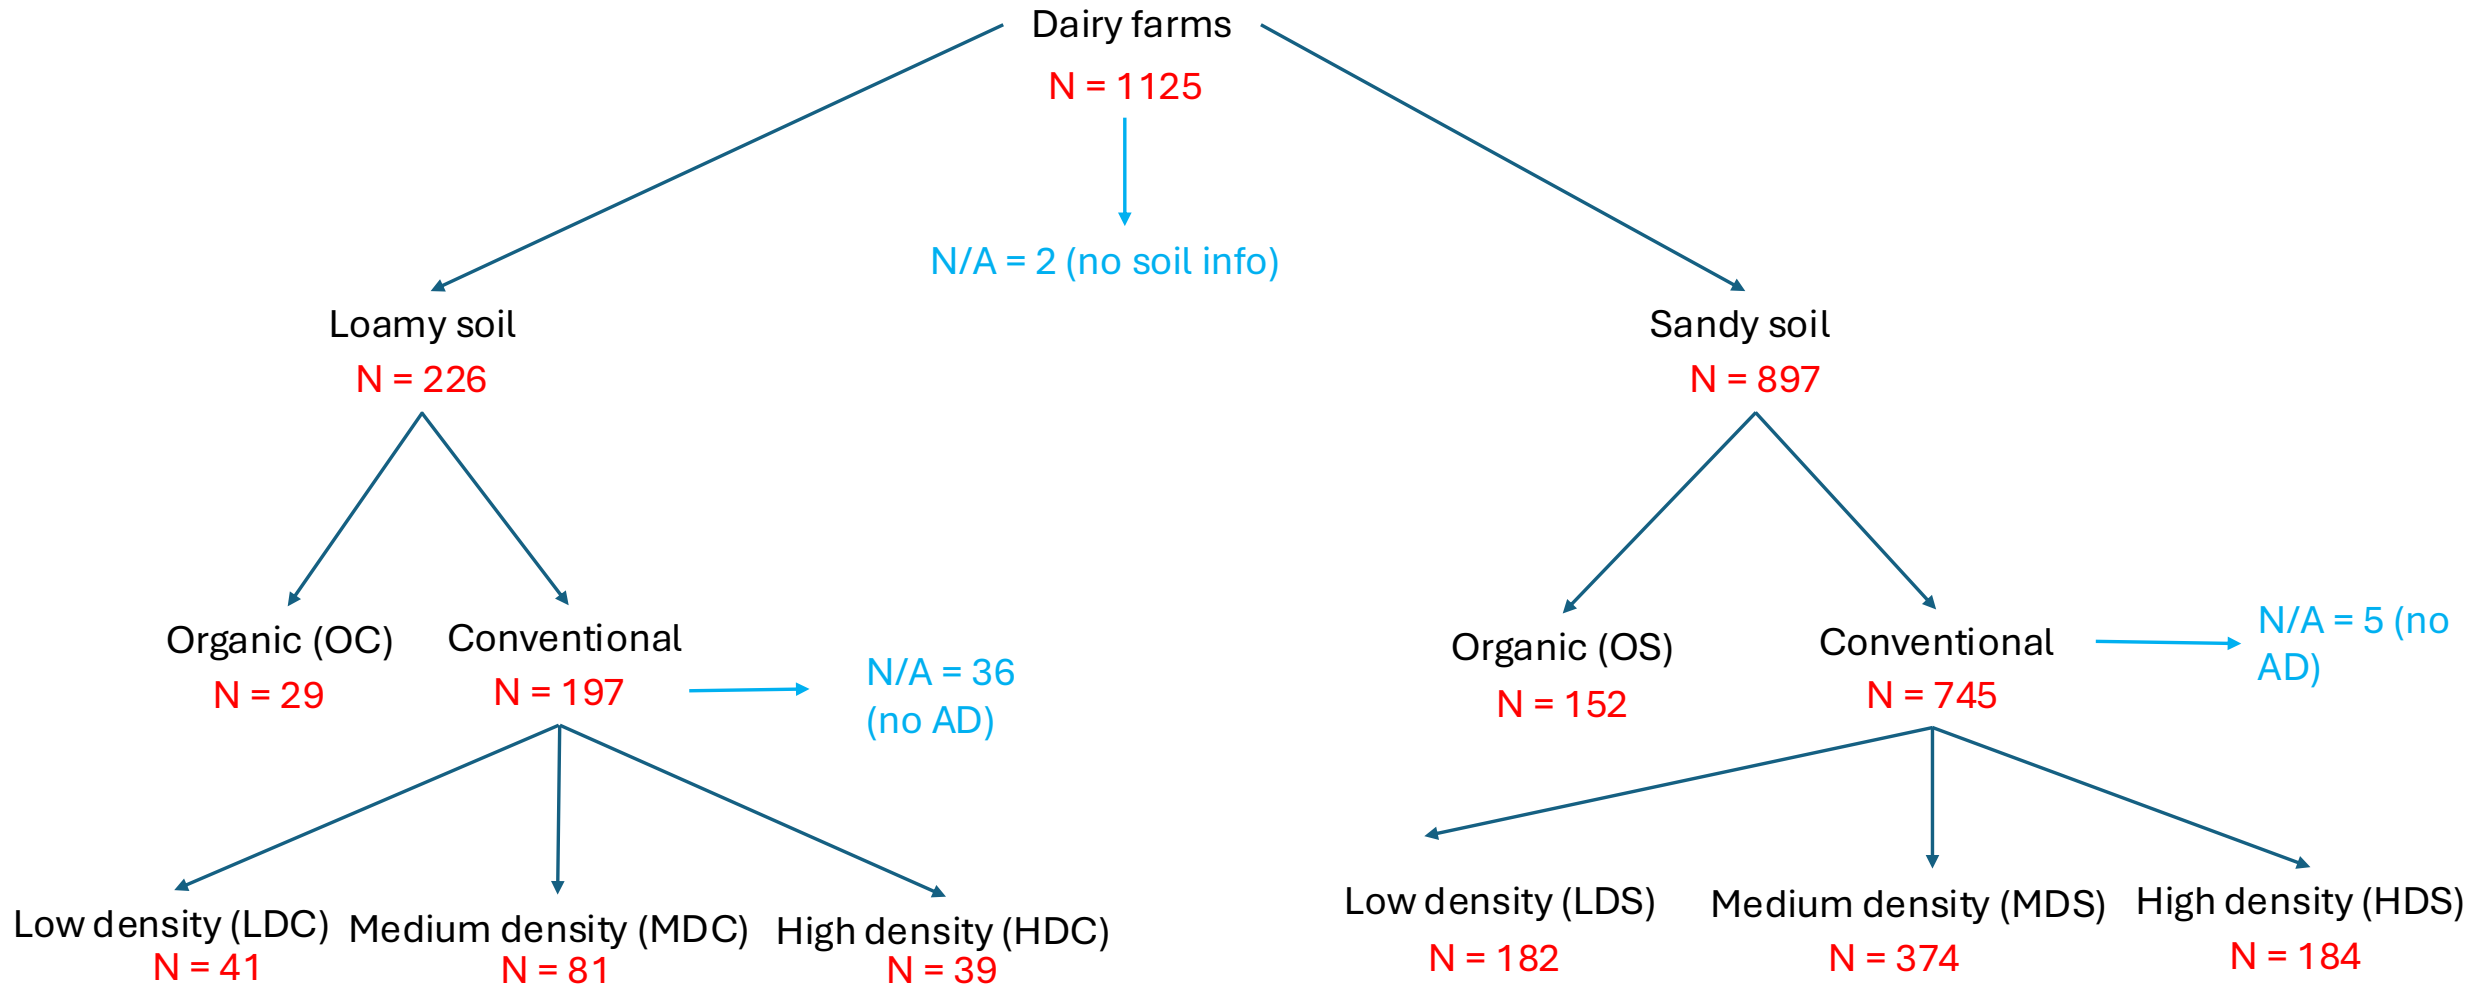 Dairy farms
N = 1125
N/A = 2 (no soil info)
Loamy soil
N = 226
Sandy soil
N = 897
Organic (OC)
N = 29
Conventional
N = 197
N/A = 36
(no AD)
Organic (OS)
N = 152
Conventional
N = 745
N/A = 5 (no
AD)
Low density (LDC)
N = 41
Medium density (MDC)
N = 81
High density (HDC)
N = 39
Low density (LDS)
N = 182
Medium density (MDS)
N = 374
High density (HDS)
N = 184